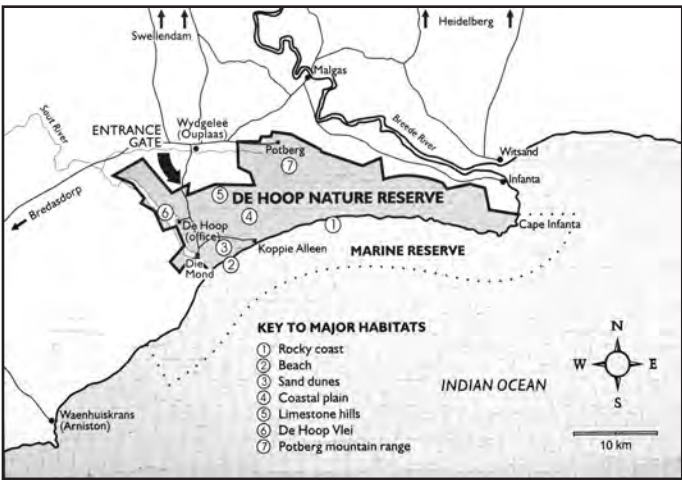 Swellendam
Heidelberg
Malgas
Sout River
Wydgeleë
(Ouplaas)
ENTRANCE
GATE
Breede River
Potberg
7
Witsand
Infanta
Bredasdorp
5
DE HOOP NATURE RESERVE
6
4
De Hoop
(office)
1
Cape Infanta
3
Koppie Alleen
MARINE RESERVE
Die
Mond
2
KEY TO MAJOR HABITATS
1 Rocky coast
2 Beach
3 Sand dunes
4 Coastal plain
5 Limestone hills
6 De Hoop Vlei
7 Potberg mountain range
N
W E
S
INDIAN OCEAN
Waenhuiskrans
(Arniston)
10 km